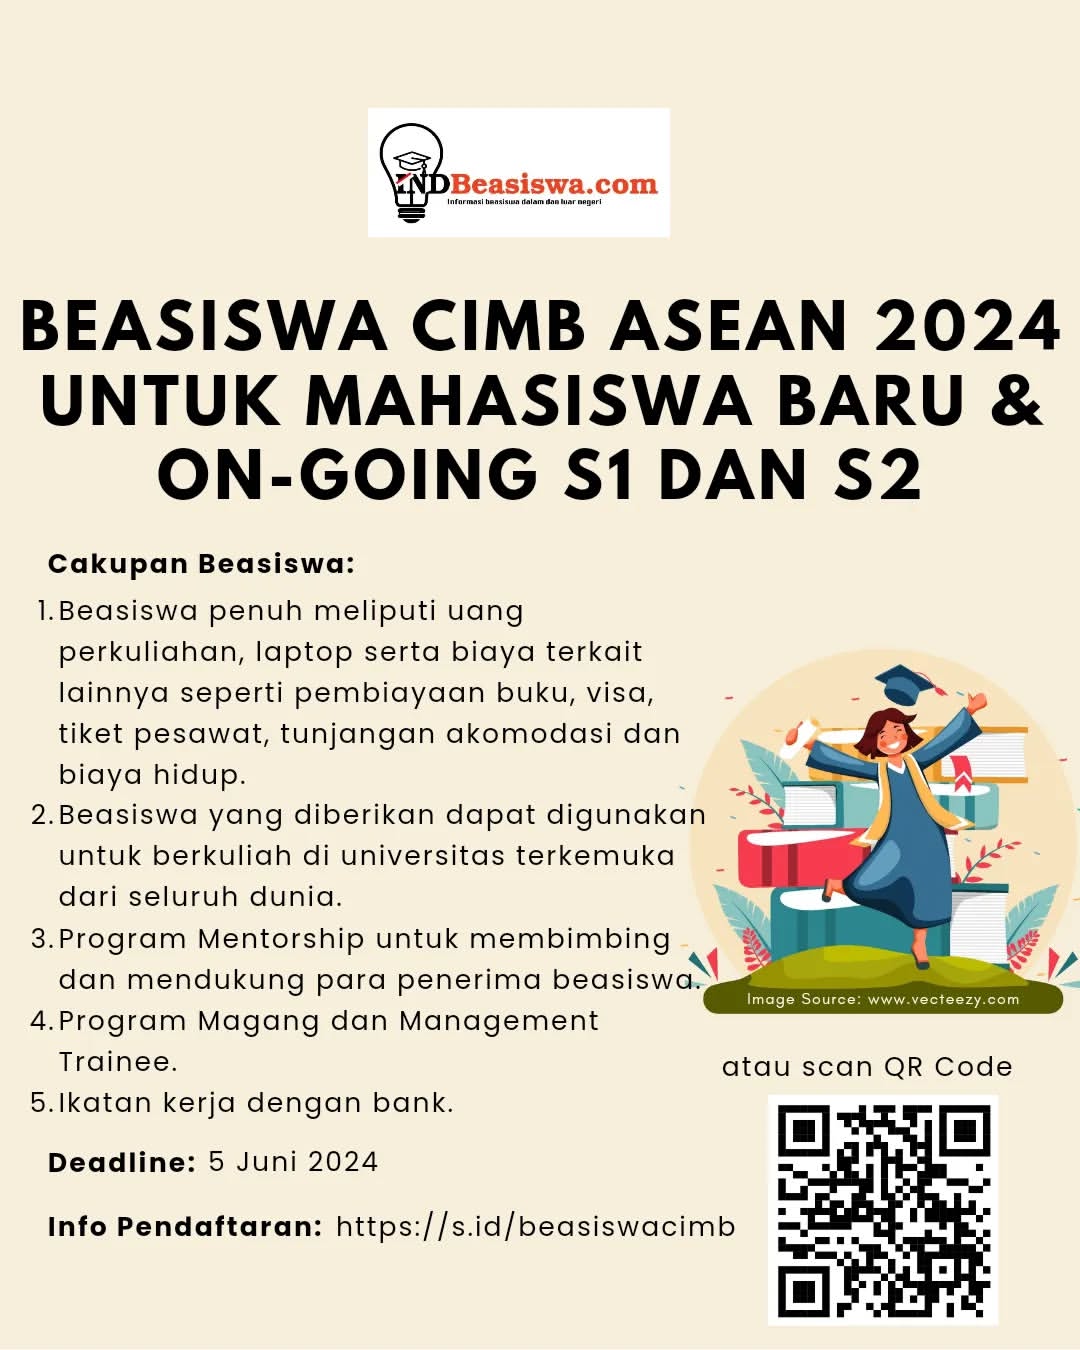 INDBeasiswa.com
Informasi beasiswa dalam dan luar negeri
BEASISWA CIMB ASEAN 2024
UNTUK MAHASISWA BARU &
ON-GOING S1 DAN S2
Cakupan Beasiswa:
1. Beasiswa penuh meliputi uang
perkuliahan, laptop serta biaya terkait
lainnya seperti pembiayaan buku, visa,
tiket pesawat, tunjangan akomodasi dan
biaya hidup.
2. Beasiswa yang diberikan dapat digunakan
untuk berkuliah di universitas terkemuka
dari seluruh dunia.
3. Program Mentorship untuk membimbing
dan mendukung para penerima beasiswa.
4. Program Magang dan Management
Trainee.
5. Ikatan kerja dengan bank.
Image Source: www.vecteezy.com
atau scan QR Code
Deadline: 5 Juni 2024
Info Pendaftaran: https://s.id/beasiswacimb